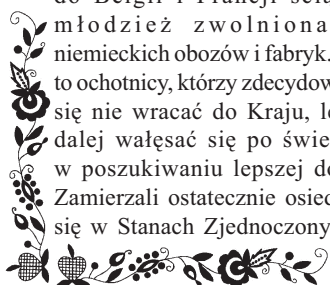 do Belgii i Francji
młodzież zwolniona
niemieckich obozów i fabryk.
to ochotnicy, którzy zdecydow
się nie wracać do Kraju, le
dalej wałęsać się po świe
w poszukiwaniu lepszej do
Zamierzali ostatecznie osied
się w Stanach Zjednoczony